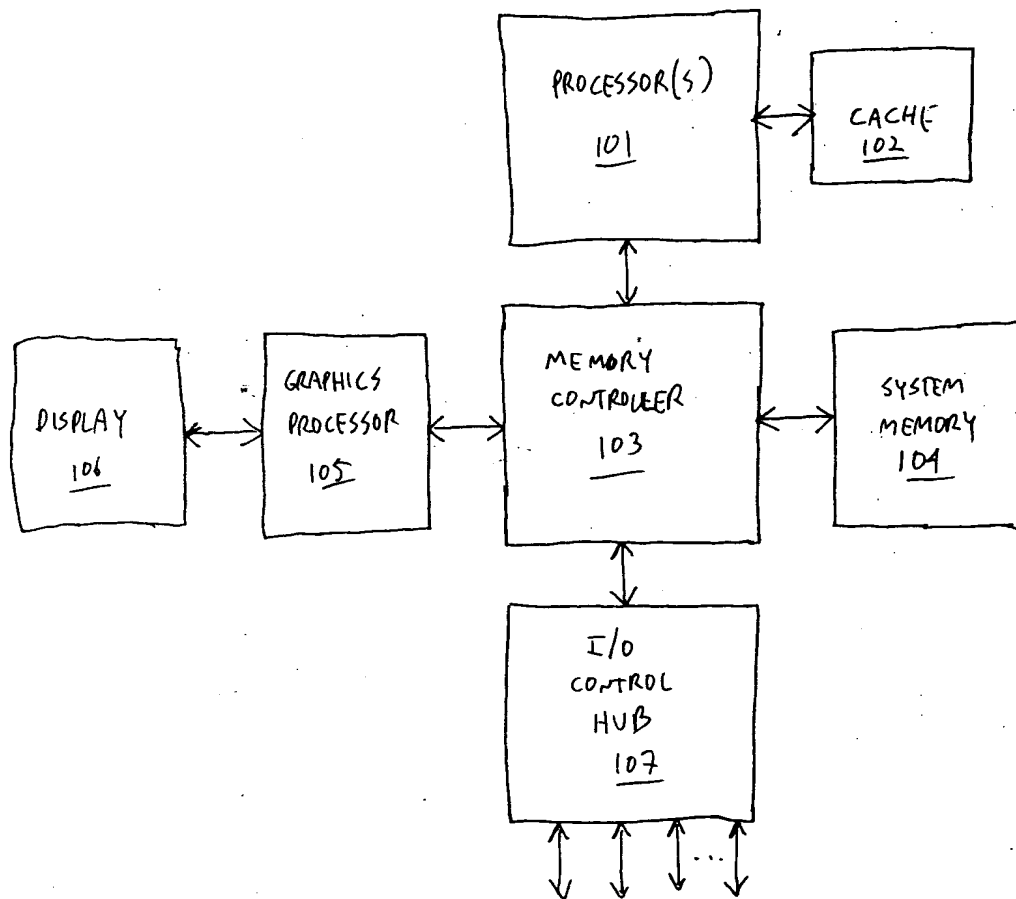 PROCESSOR(S)
101
CACHE
102
DISPLAY
106
GRAPHICS
PROCESSOR
105
MEMORY
CONTROLLER
103
SYSTEM
MEMORY
104
I/O
CONTROL
HUB
107
...